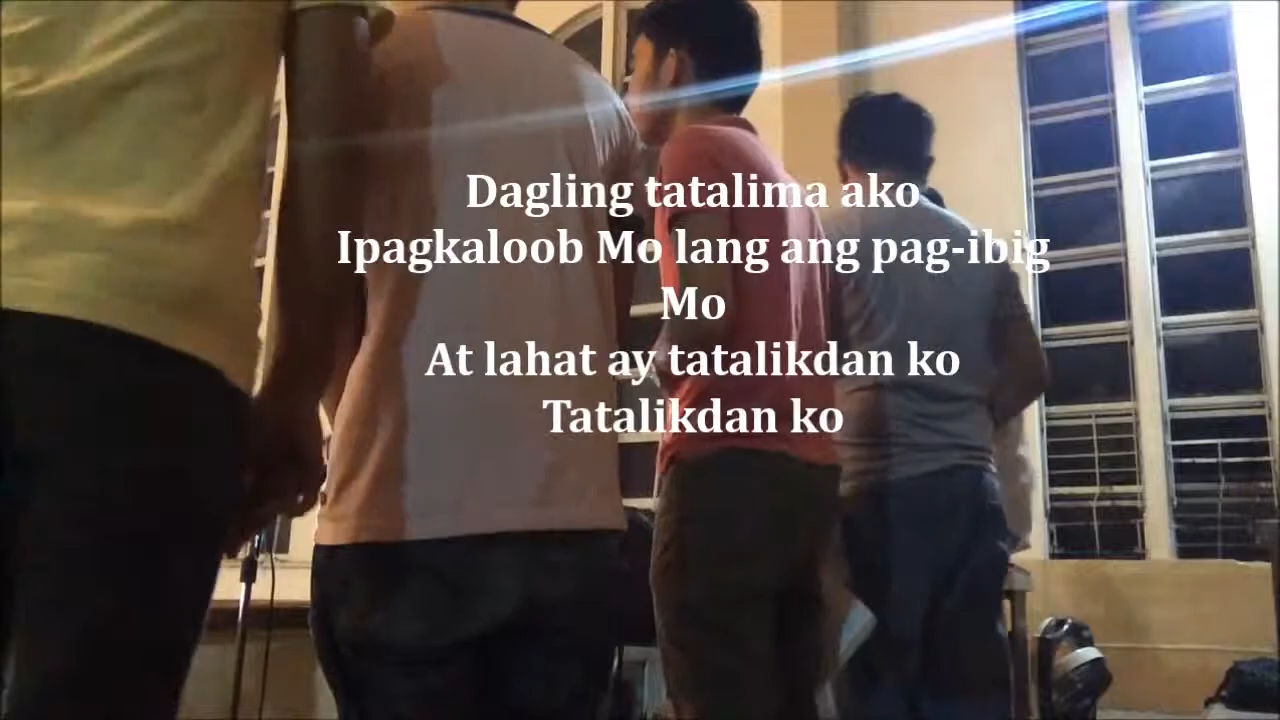 Dagling tatalima ako
Ipagkaloob Mo lang ang pag-ibig
Mo
At lahat ay tatalikdan ko
Tatalikdan ko